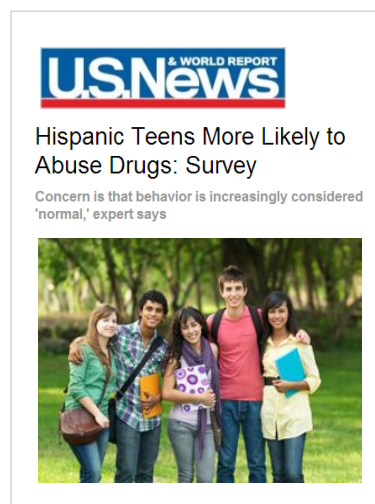 U.S.News
& WORLD REPORT
Hispanic Teens More Likely to
Abuse Drugs: Survey
Concern is that behavior is increasingly considered
'normal,' expert says